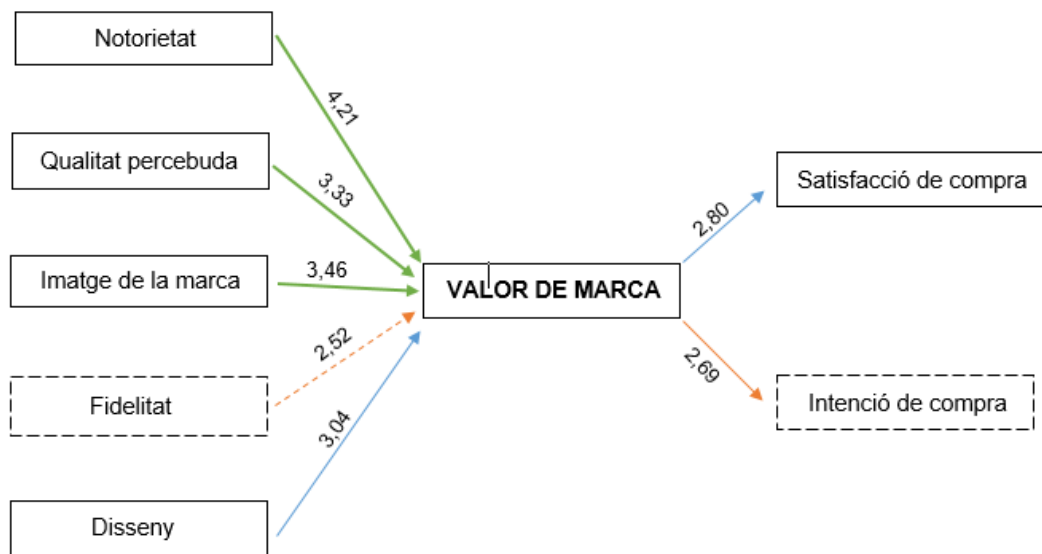 Notorietat
4,21
Qualitat percebuda
3,33
Satisfacció de compra
2,80
Imatge de la marca
3,46
VALOR DE MARCA
2,52
2,69
Fidelitat
Intenció de compra
3,04
Disseny